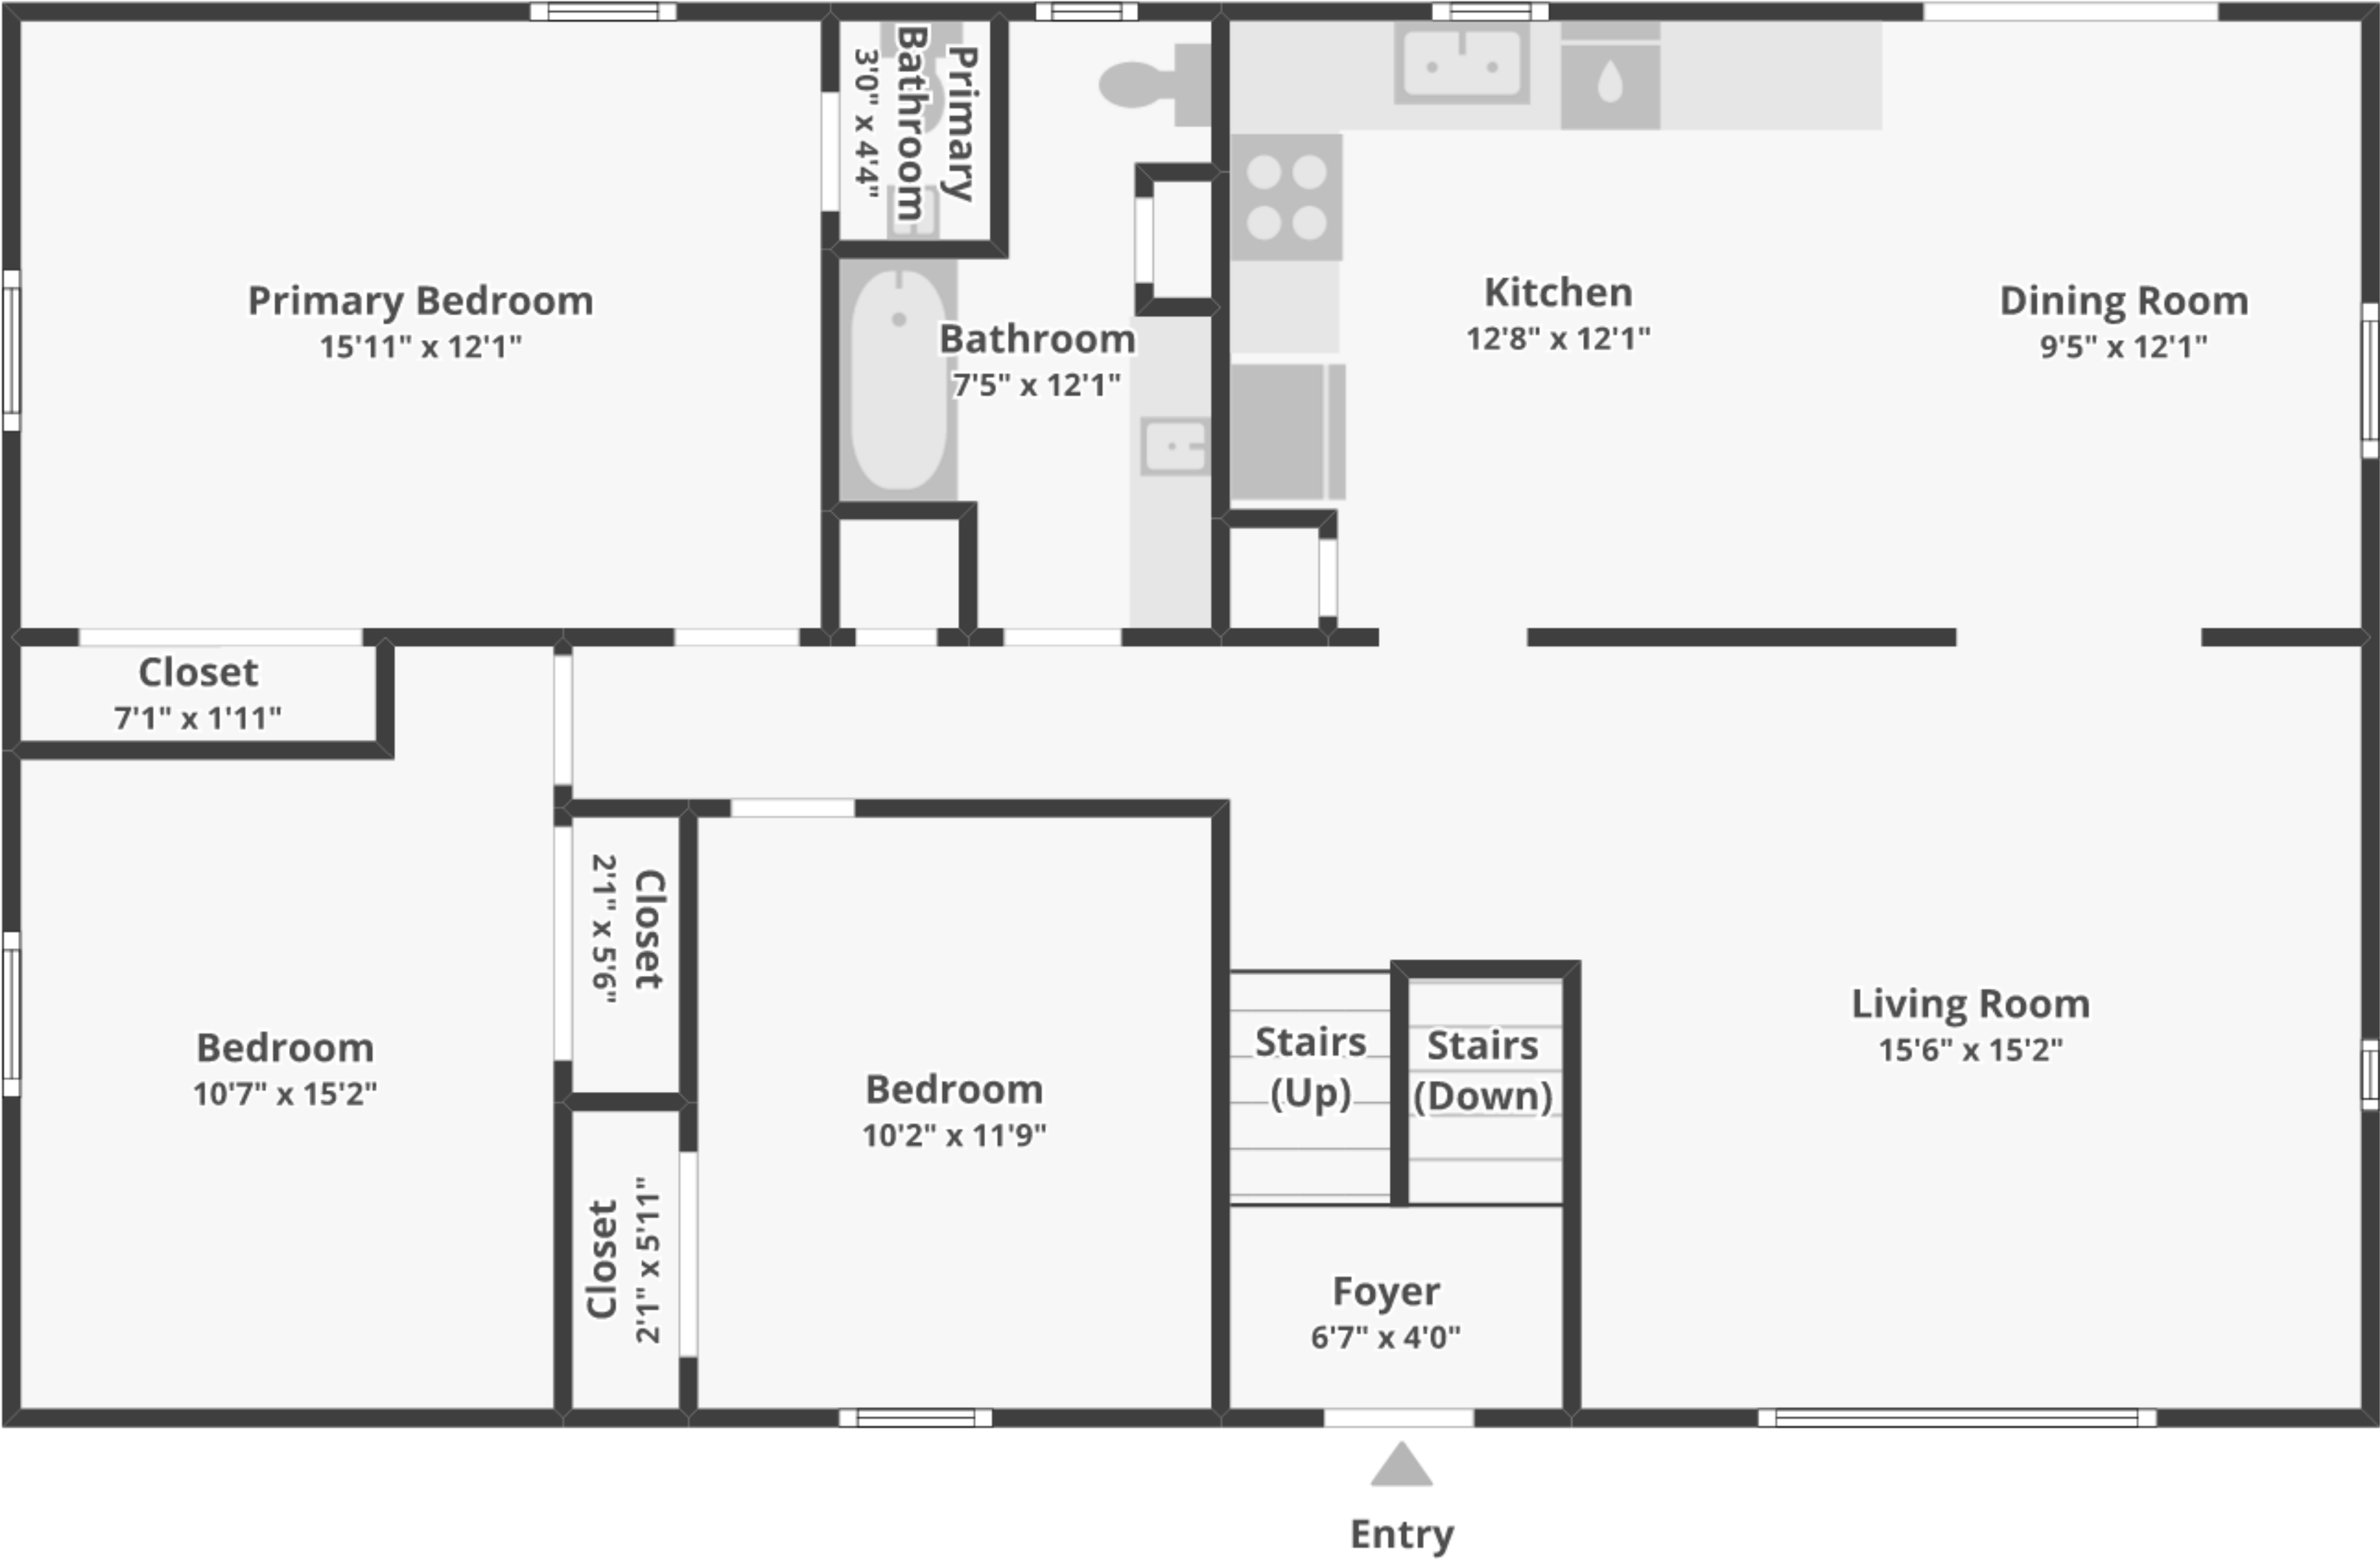 Primary
Bathroom
3'0" x 4'4"
Primary Bedroom
15'11" x 12'1"
Bathroom
7'5" x 12'1"
Kitchen
12'8" x 12'1"
Dining Room
9'5" x 12'1"
Closet
7'1" x 1'11"
Closet
2'1" x 5'6"
Bedroom
10'7" x 15'2"
Bedroom
10'2" x 11'9"
Stairs
(Up)
Stairs
(Down)
Living Room
15'6" x 15'2"
Closet
2'1" x 5'11"
Foyer
6'7" x 4'0"
Entry